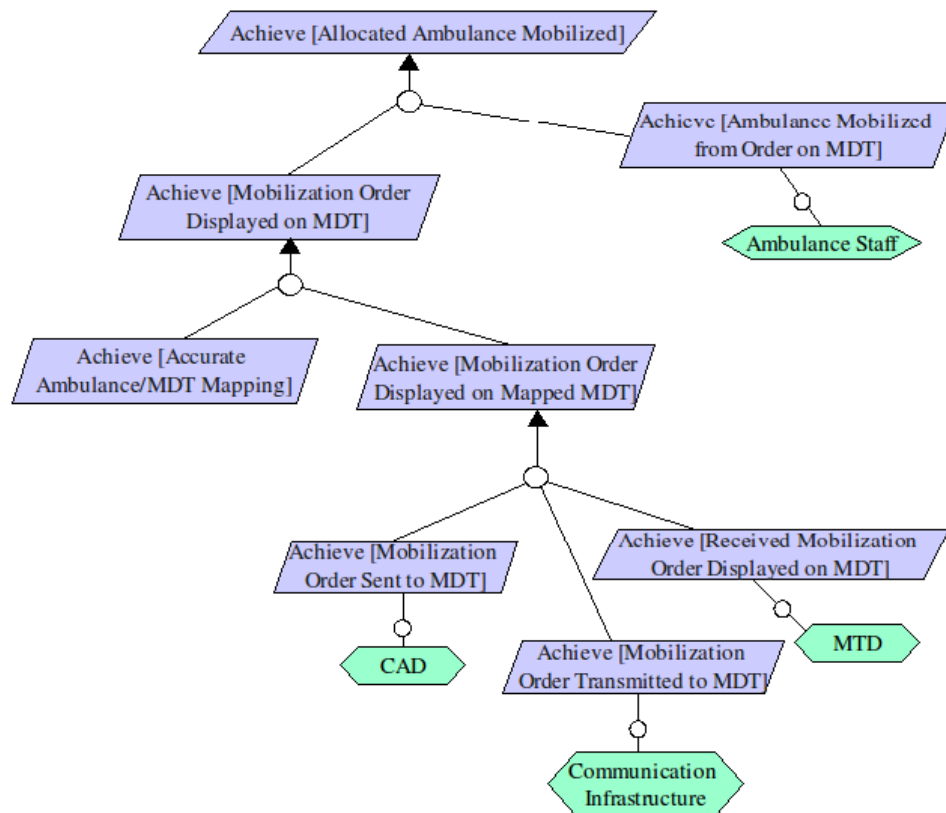 Achieve [Allocated Ambulance Mobilized]
Achieve [Ambulance Mobilized
from Order on MDT]
Achieve [Mobilization Order
Displayed on MDT]
Ambulance Staff
Achieve [Accurate
Ambulance/MDT Mapping]
Achieve [Mobilization Order
Displayed on Mapped MDT]
Achieve [Mobilization
Order Sent to MDT]
Achieve [Received Mobilization
Order Displayed on MDT]
CAD
MTD
Achieve [Mobilization
Order Transmitted to MDT]
Communication
Infrastructure